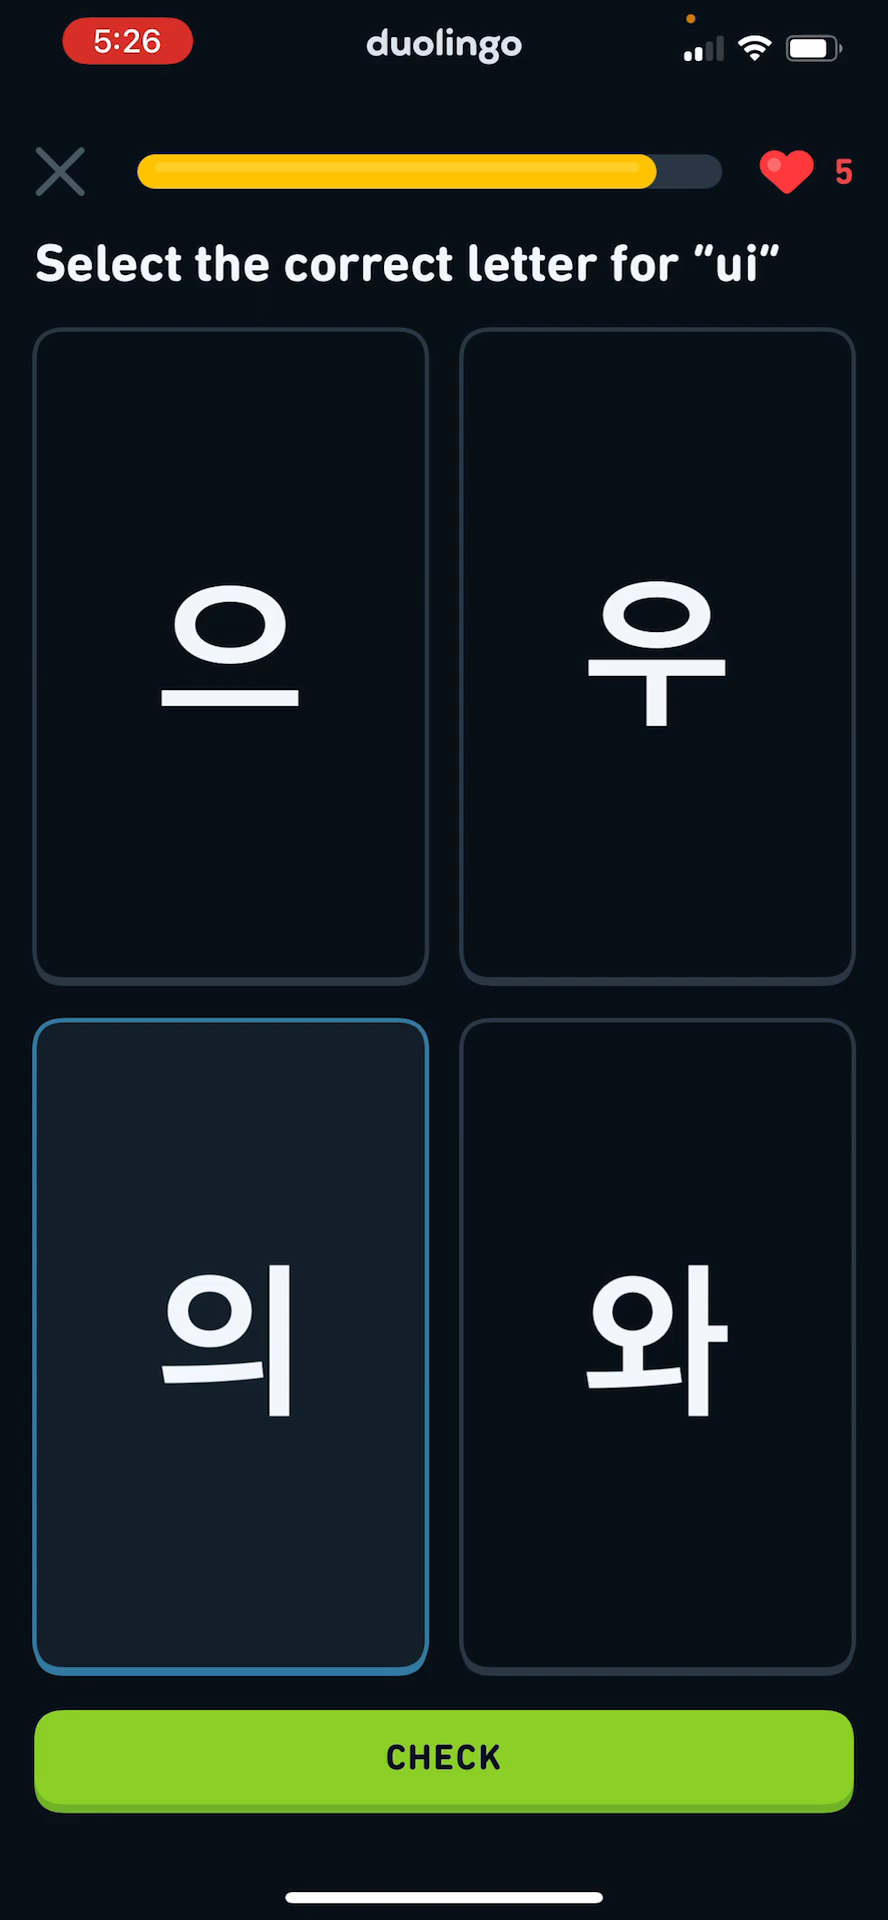 5:26
duolingo
5
Select the correct letter for "ui"
으
우
의
와
CHECK